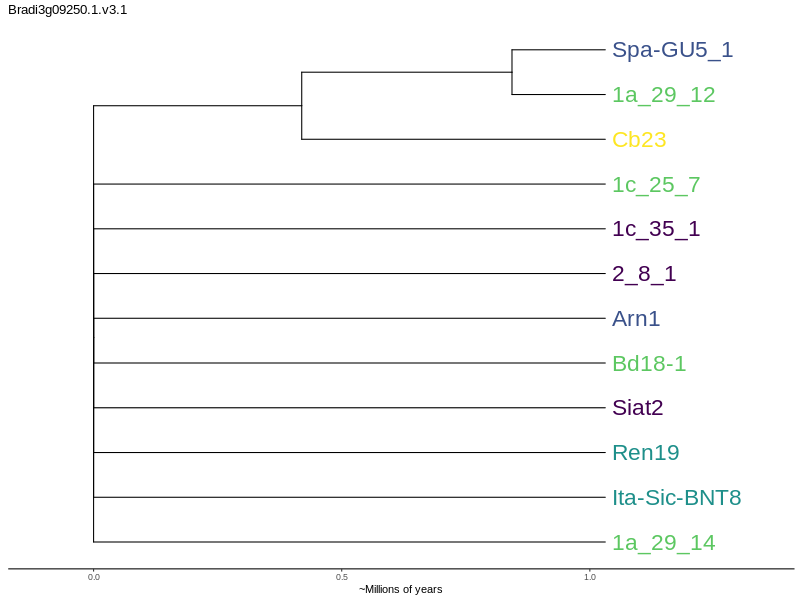 Bradi3g09250.1.v3.1
Spa-GU5_1
1a_29_12
Cb23
1c_25_7
1c_35_1
2_8_1
Arn1
Bd18-1
Siat2
Ren19
Ita-Sic-BNT8
1a_29_14
0.0 0.5 1.0
~Millions of years